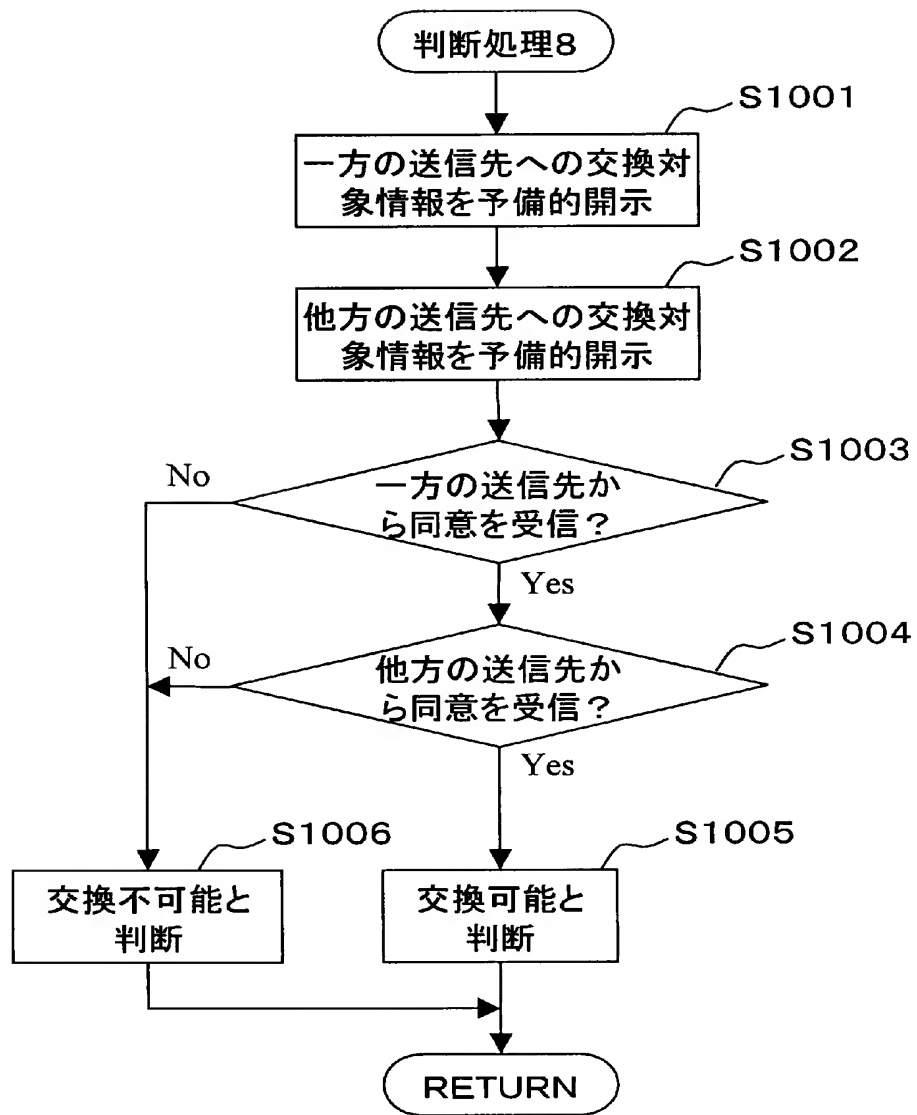 判断処理8
S1001
一方の送信先への交換対
象情報を予備的開示
S1002
他方の送信先への交換対
象情報を予備的開示
S1003
No
一方の送信先か
ら同意を受信？
Yes
S1004
No
他方の送信先か
ら同意を受信？
Yes
S1006
S1005
交換不可能と
判断
交換可能と
判断
RETURN